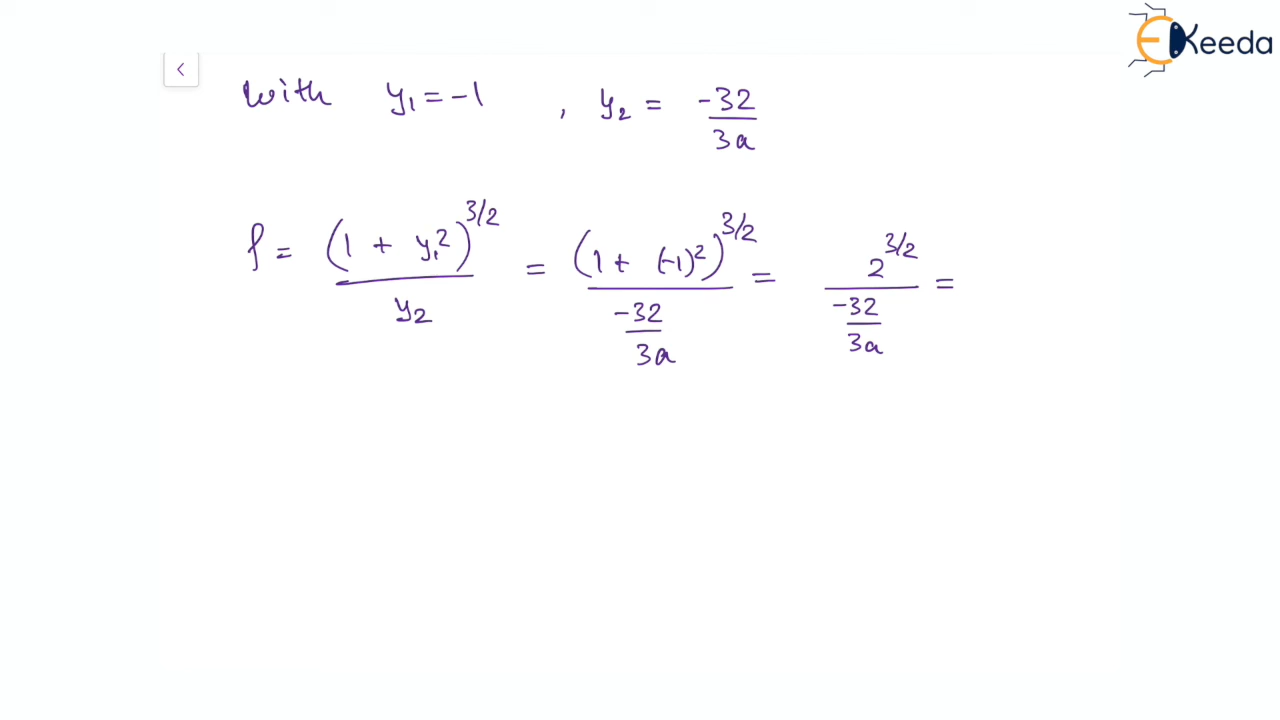 EKeeda
<
With y₁ = -1 , y₂ = -32/3a
ρ = (1 + y₁²)^3/2 / y₂ = (1 + (-1)²)^3/2 / (-32/3a) = 2^3/2 / (-32/3a) =